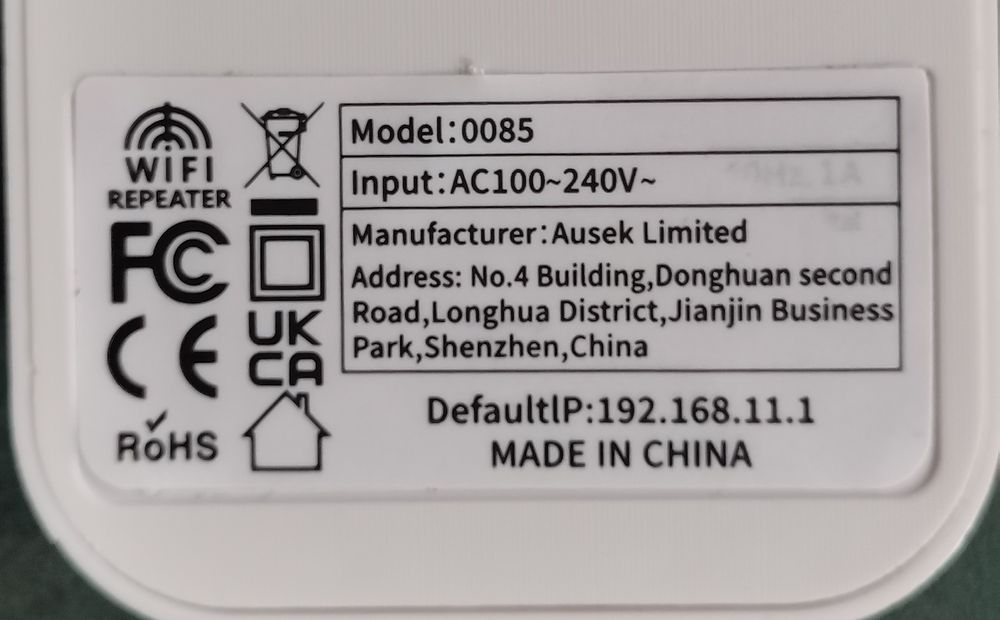 WIFI
REPEATER
FC
CE
RoHS
UK
CA
Model:0085
Input:AC100~240V~
Manufacturer:Ausek Limited
Address: No.4 Building,Donghuan second
Road,Longhua District,Jianjin Business
Park,Shenzhen,China
DefaultlP:192.168.11.1
MADE IN CHINA